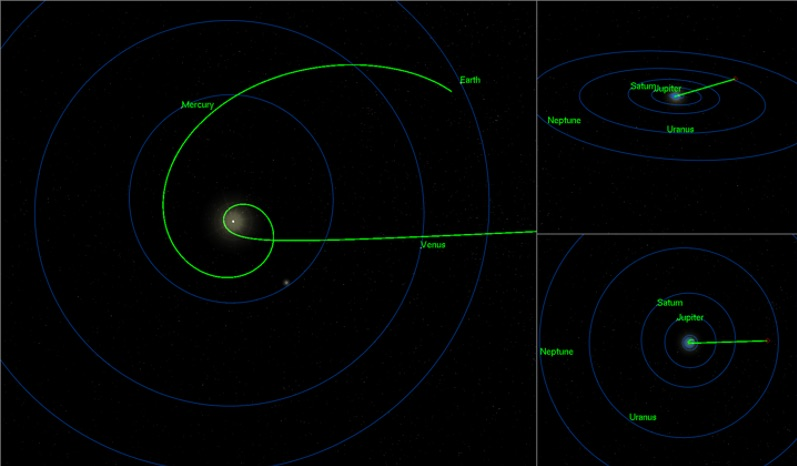 Earth
Mercury
Venus
Saturn
Jupiter
Neptune
Uranus
Saturn
Jupiter
Neptune
Uranus